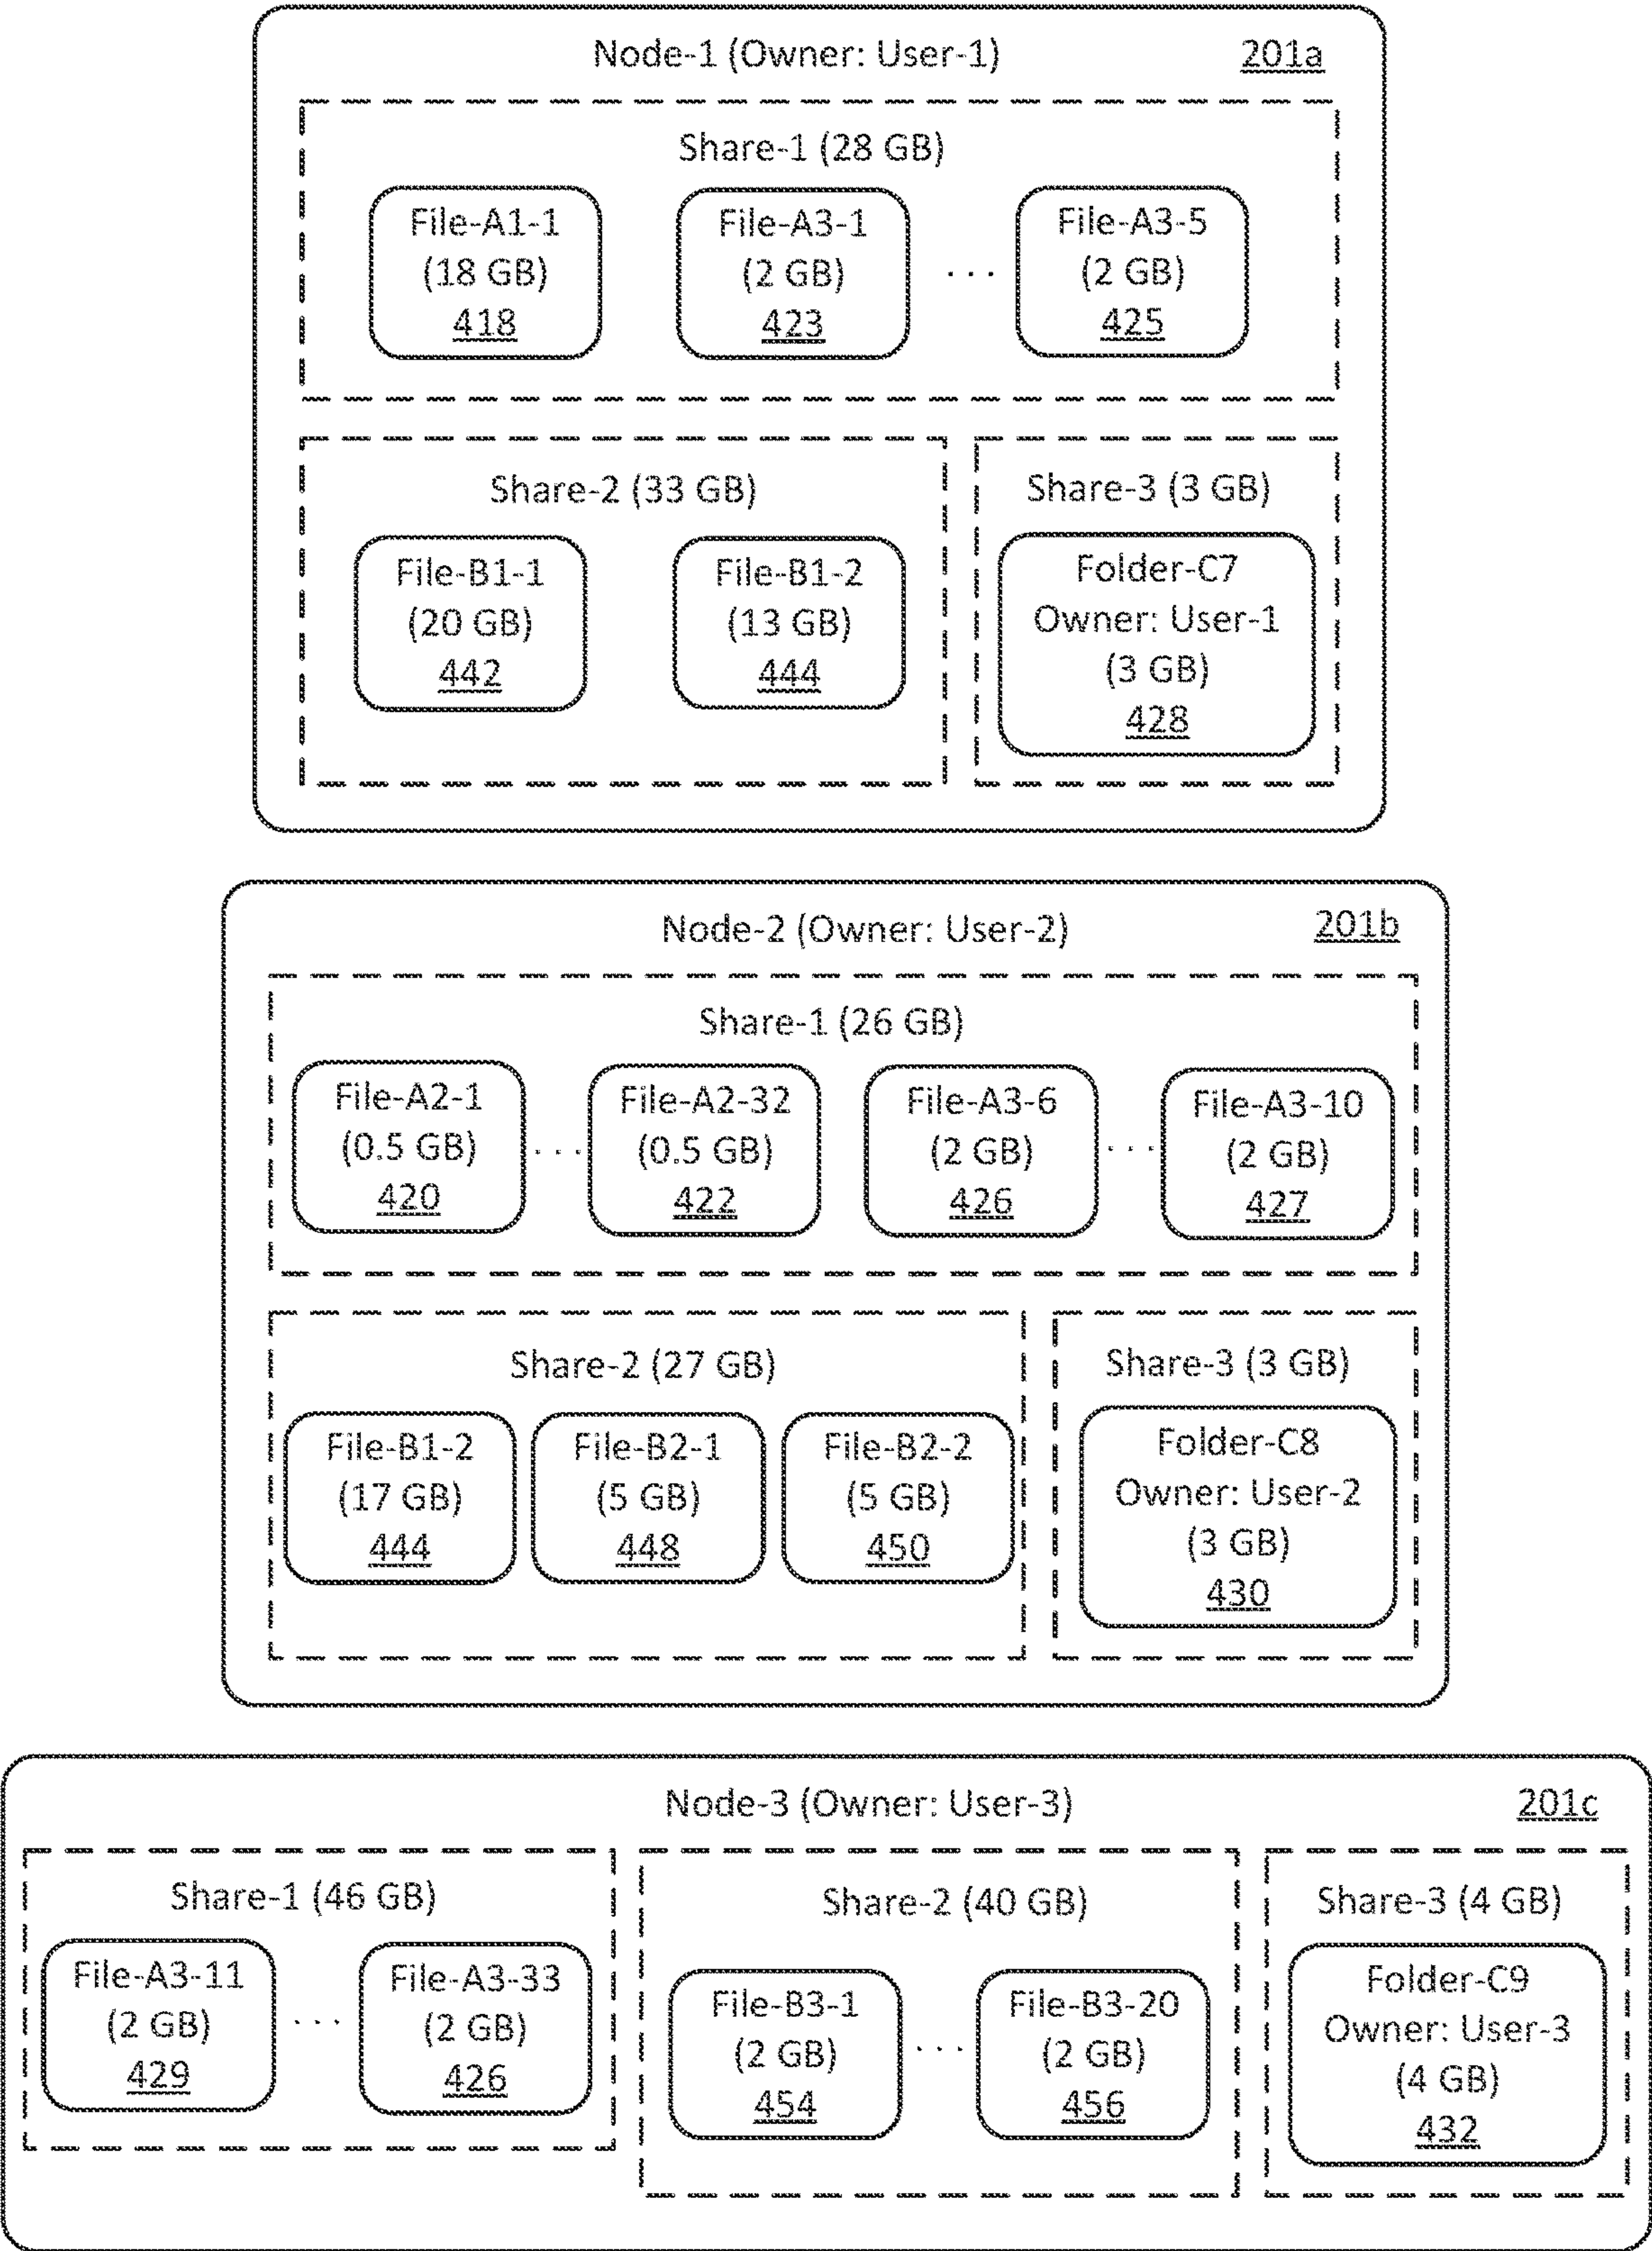 Node-1 (Owner: User-1)
201a
Share-1 (28 GB)
File-A1-1
(18 GB)
418
File-A3-1
(2 GB)
423
. . .
File-A3-5
(2 GB)
425
Share-2 (33 GB)
File-B1-1
(20 GB)
442
File-B1-2
(13 GB)
444
Share-3 (3 GB)
Folder-C7
Owner: User-1
(3 GB)
428
Node-2 (Owner: User-2)
201b
Share-1 (26 GB)
File-A2-1
(0.5 GB)
420
. . .
File-A2-32
(0.5 GB)
422
File-A3-6
(2 GB)
426
. . .
File-A3-10
(2 GB)
427
Share-2 (27 GB)
File-B1-2
(17 GB)
444
File-B2-1
(5 GB)
448
File-B2-2
(5 GB)
450
Share-3 (3 GB)
Folder-C8
Owner: User-2
(3 GB)
430
Node-3 (Owner: User-3)
201c
Share-1 (46 GB)
File-A3-11
(2 GB)
429
. . .
File-A3-33
(2 GB)
426
Share-2 (40 GB)
File-B3-1
(2 GB)
454
. . .
File-B3-20
(2 GB)
456
Share-3 (4 GB)
Folder-C9
Owner: User-3
(4 GB)
432